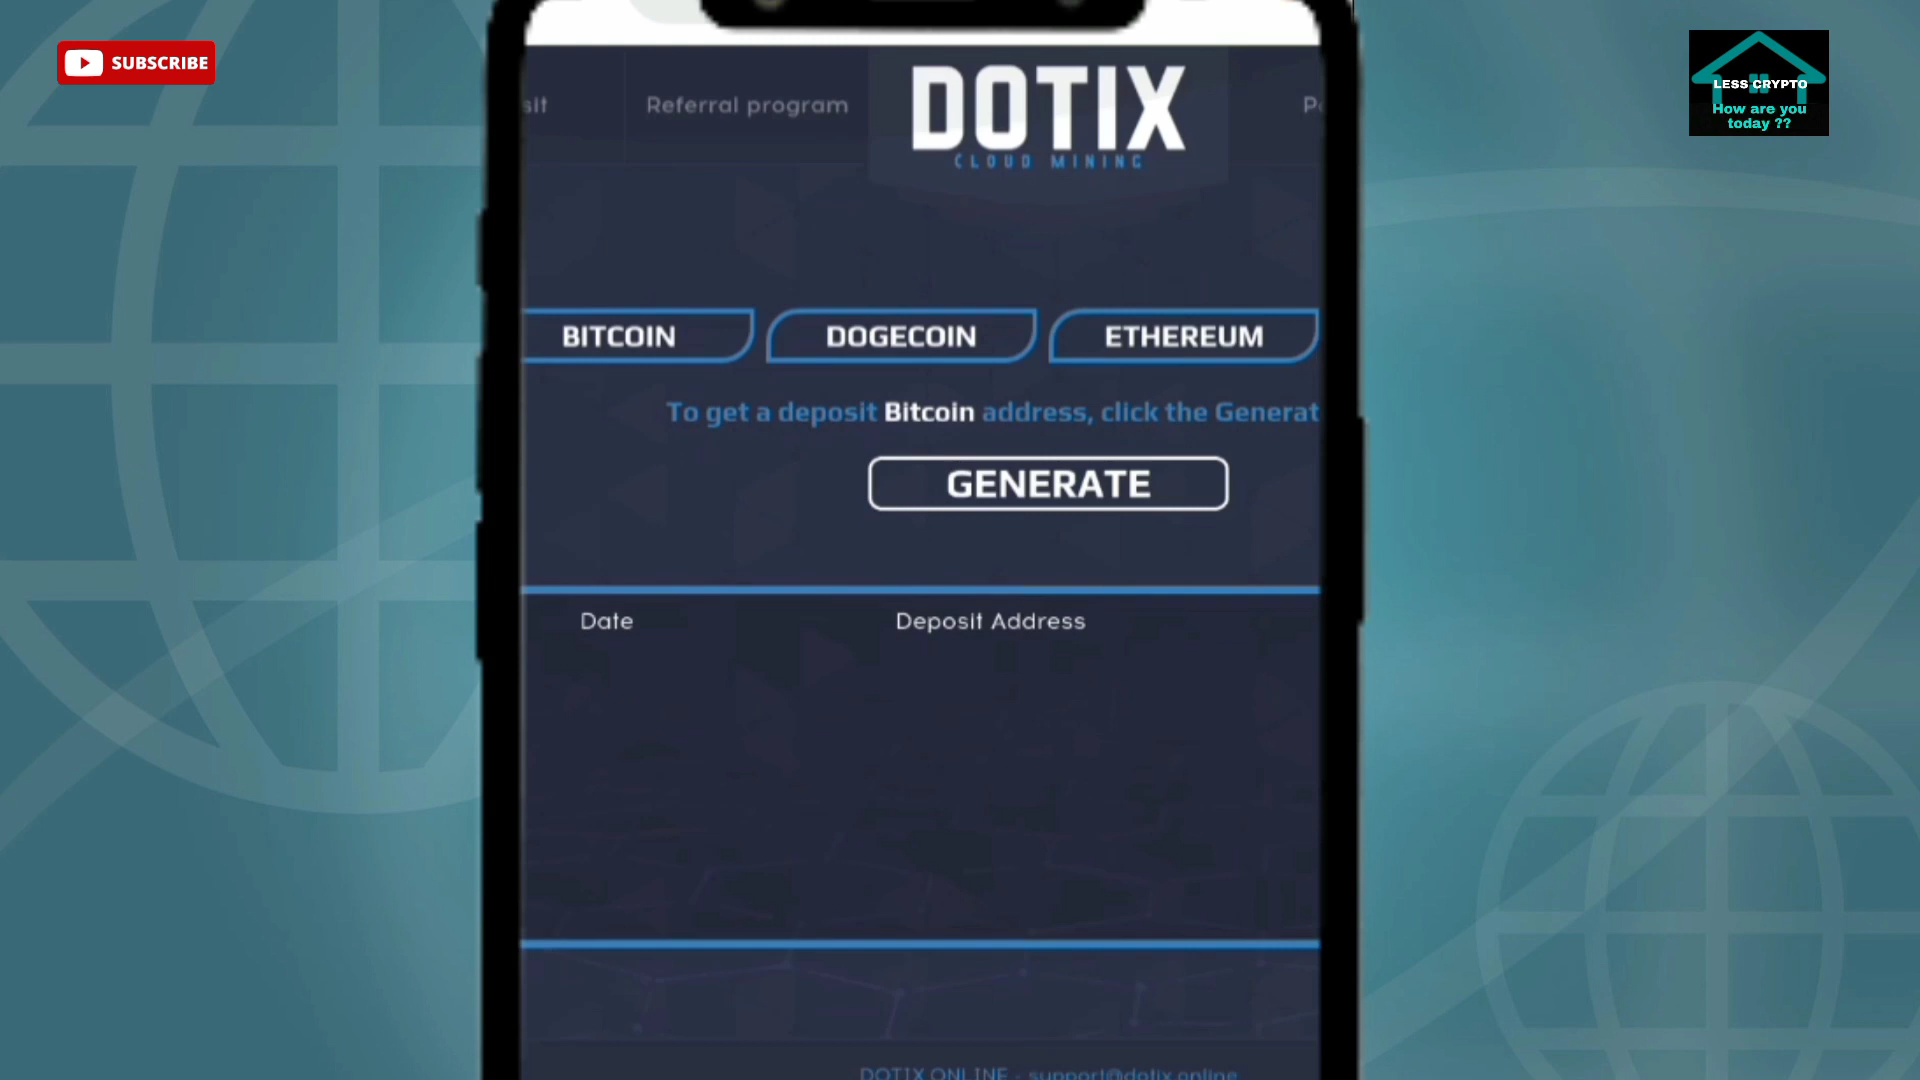 SUBSCRIBE
LESS CRYPTO
How are you
today ??
sit
Referral program
DOTIX
CLOUD MINING
BITCOIN
DOGECOIN
ETHEREUM
To get a deposit Bitcoin address, click the Generat
GENERATE
Date
Deposit Address
DOTIX ONLINE - support@dotix.online